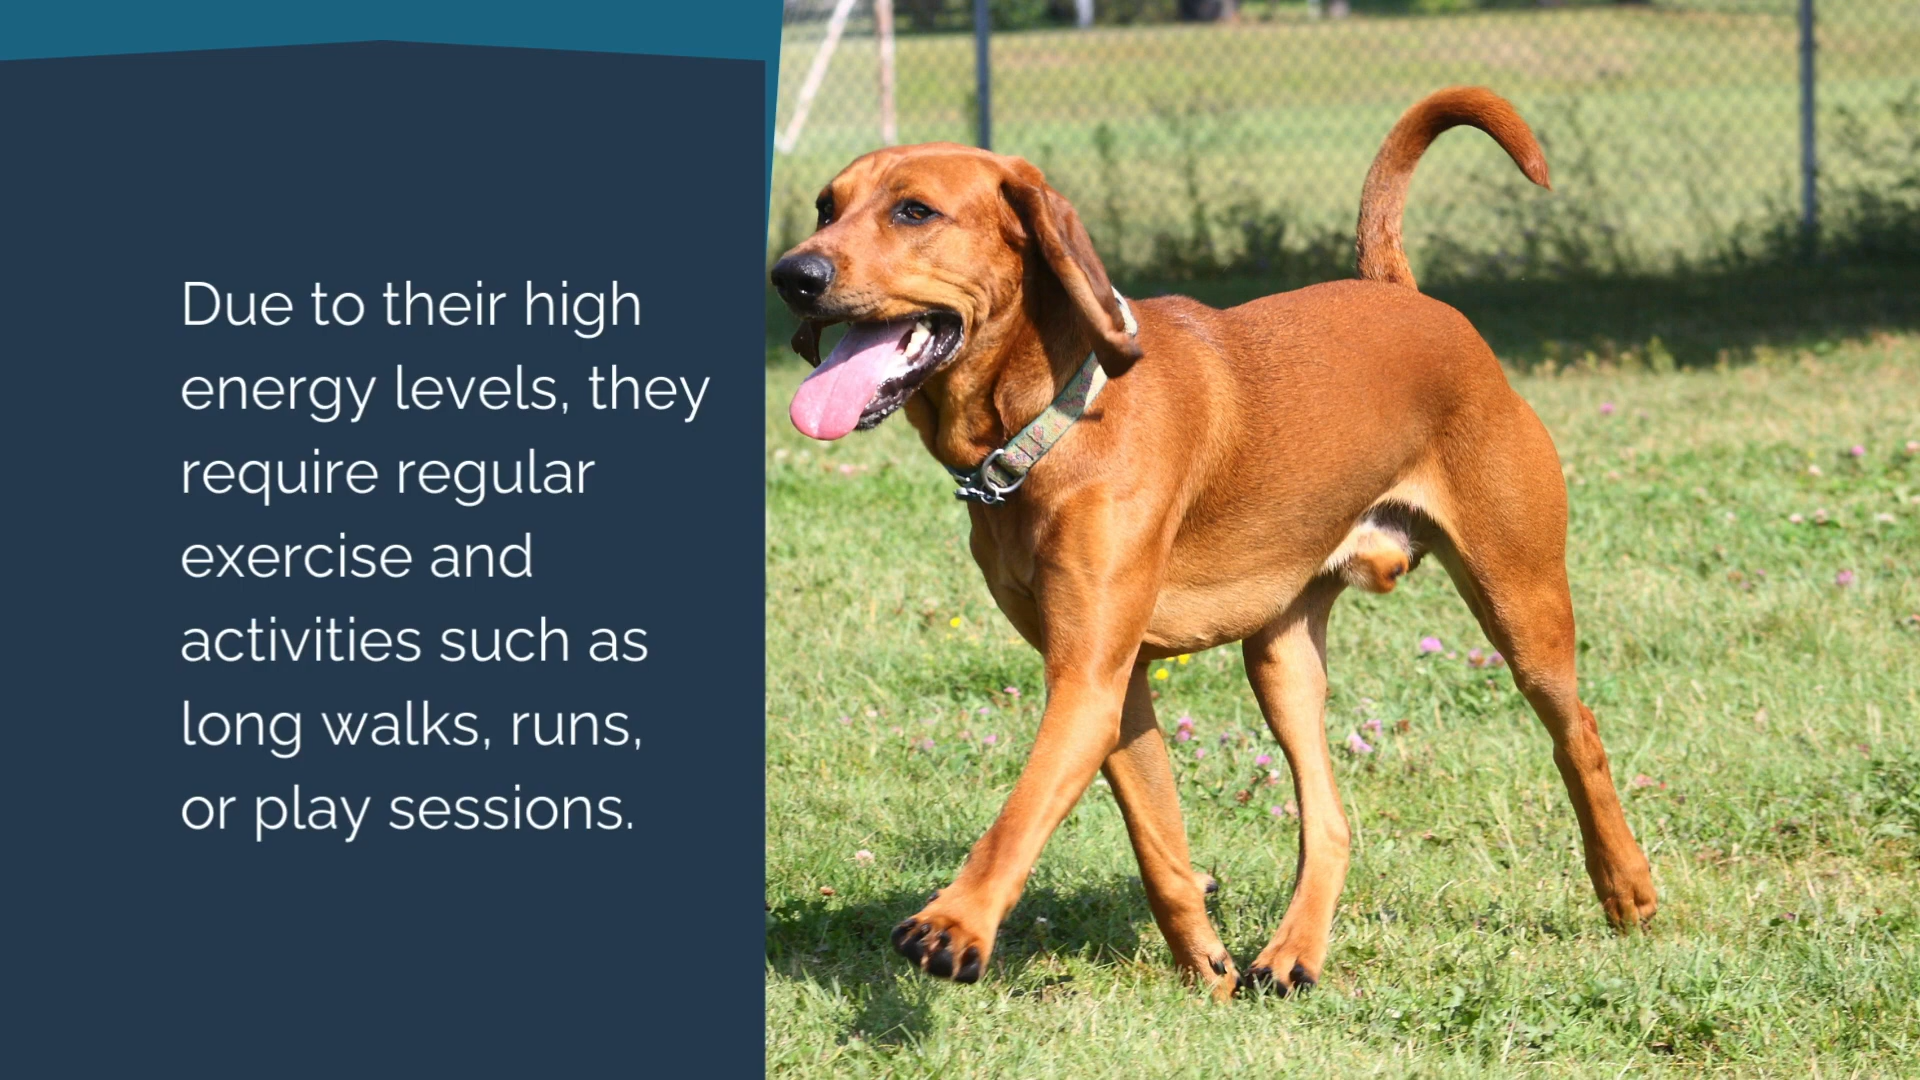 Due to their high
energy levels, they
require regular
exercise and
activities such as
long walks, runs,
or play sessions.